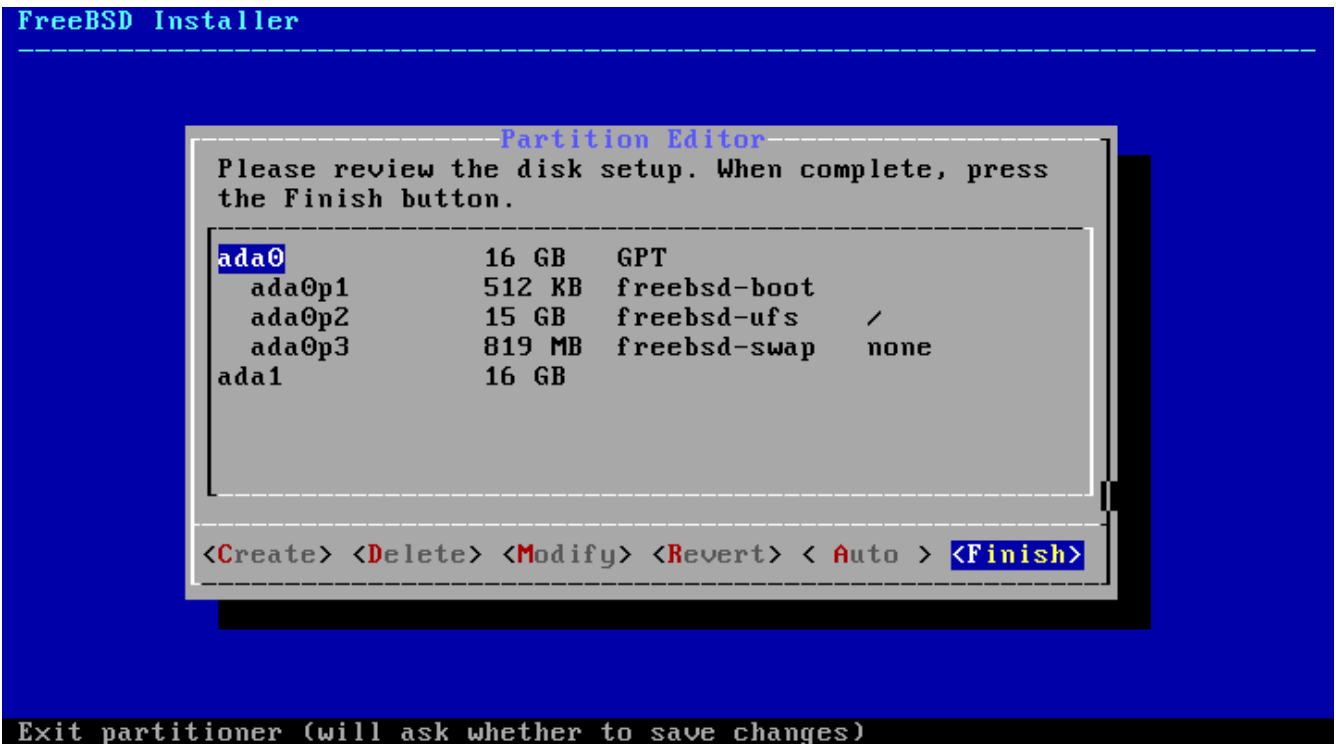 FreeBSD Installer
Partition Editor
Please review the disk setup. When complete, press
the Finish button.
ada0 16 GB GPT
ada0p1 512 KB freebsd-boot
ada0p2 15 GB freebsd-ufs /
ada0p3 819 MB freebsd-swap none
ada1 16 GB
<Create> <Delete> <Modify> <Revert> < Auto > <Finish>
Exit partitioner (will ask whether to save changes)